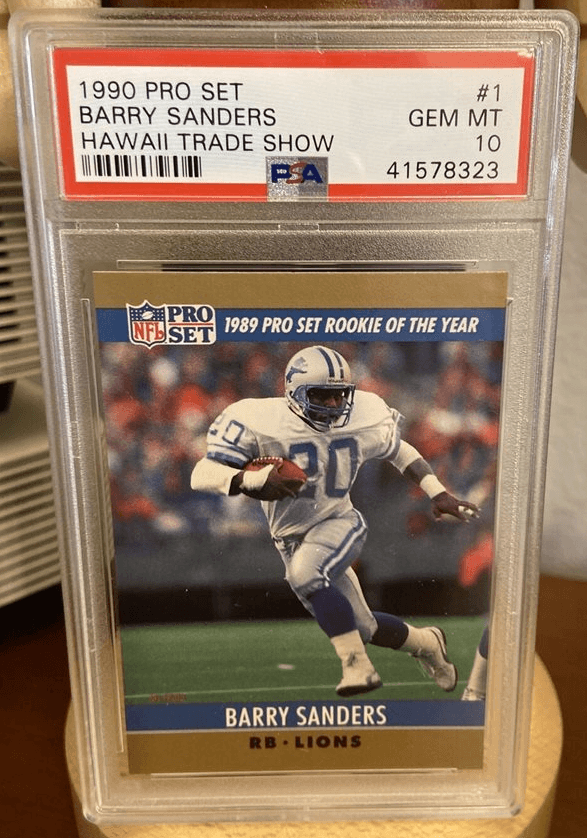 1990 PRO SET #1
BARRY SANDERS GEM MT
HAWAII TRADE SHOW 10
PSA 41578323
NFL PRO SET 1989 PRO SET ROOKIE OF THE YEAR
20
20
BARRY SANDERS
RB · LIONS